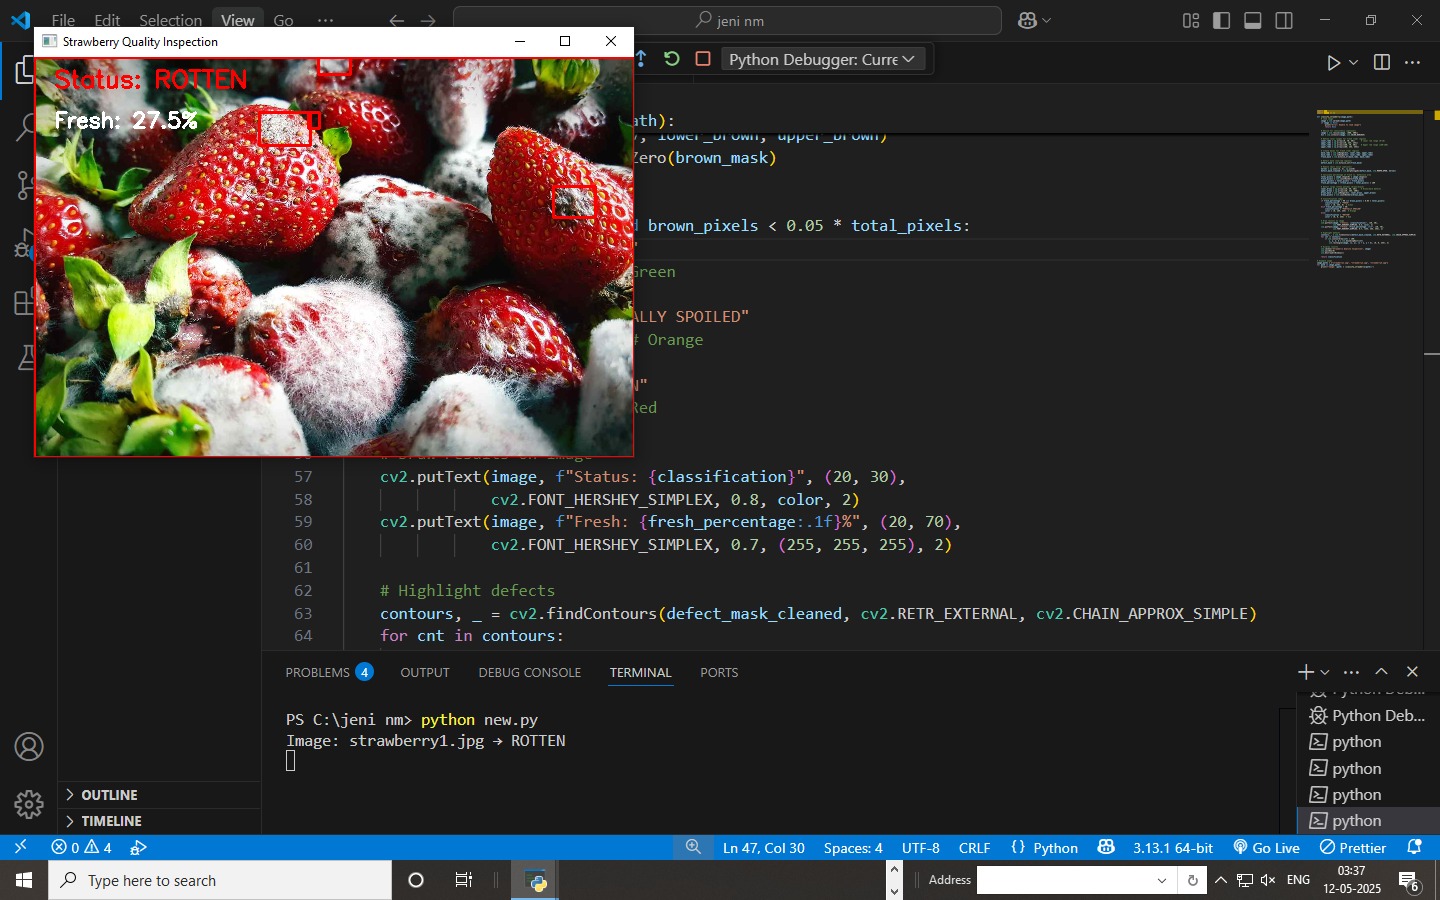 File Edit Selection View Go ···
jeni nm
Strawberry Quality Inspection
Status: ROTTEN
Fresh: 27.5%
Python Debugger: Curre
ath):
, lower_brown, upper_brown)
Zero(brown_mask)
d brown_pixels < 0.05 * total_pixels:
"
Green
ALLY SPOILED"
# Orange
N"
Red
57 cv2.putText(image, f"Status: {classification}", (20, 30),
58 cv2.FONT_HERSHEY_SIMPLEX, 0.8, color, 2)
59 cv2.putText(image, f"Fresh: {fresh_percentage:.1f}%", (20, 70),
60 cv2.FONT_HERSHEY_SIMPLEX, 0.7, (255, 255, 255), 2)
61
62 # Highlight defects
63 contours, _ = cv2.findContours(defect_mask_cleaned, cv2.RETR_EXTERNAL, cv2.CHAIN_APPROX_SIMPLE)
64 for cnt in contours:
PROBLEMS 4 OUTPUT DEBUG CONSOLE TERMINAL PORTS
PS C:\jeni nm> python new.py
Image: strawberry1.jpg → ROTTEN
Python Deb...
python
python
python
python
OUTLINE
TIMELINE
0 4 Ln 47, Col 30 Spaces: 4 UTF-8 CRLF {} Python 3.13.1 64-bit Go Live Prettier
Type here to search Address ENG 03:37
12-05-2025 6